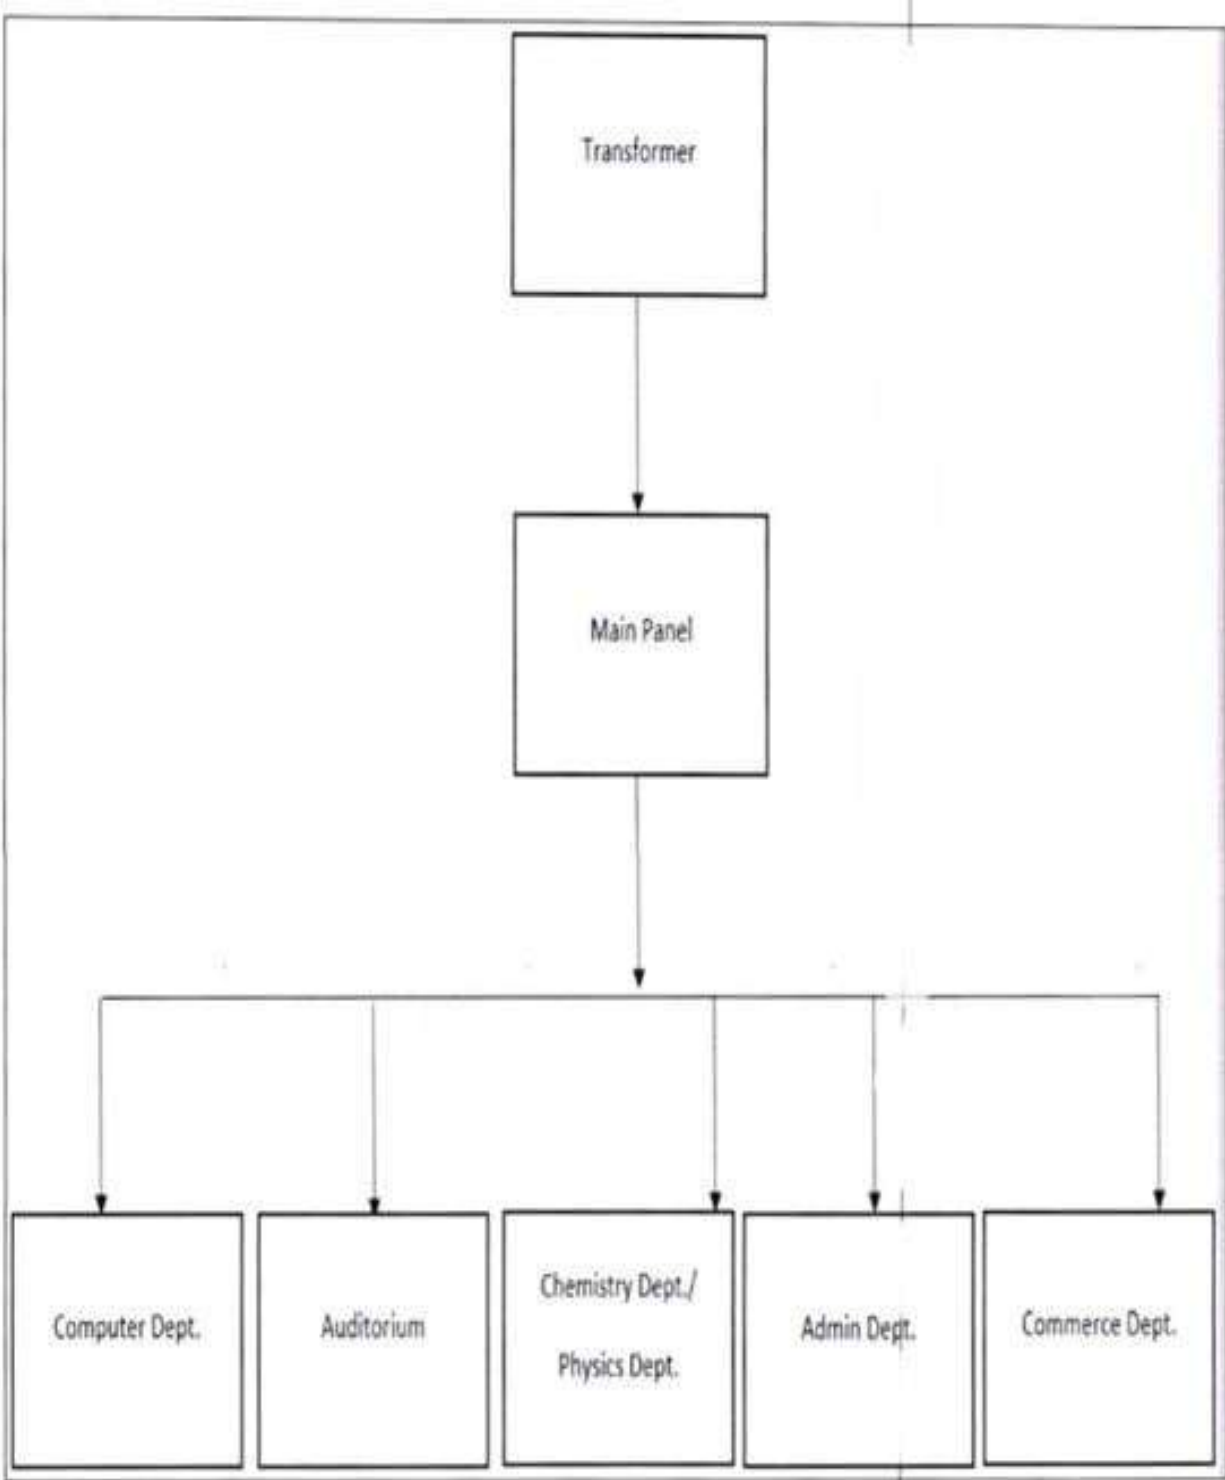 Transformer
Main Panel
Computer Dept.
Auditorium
Chemistry Dept./
Physics Dept.
Admin Dept.
Commerce Dept.